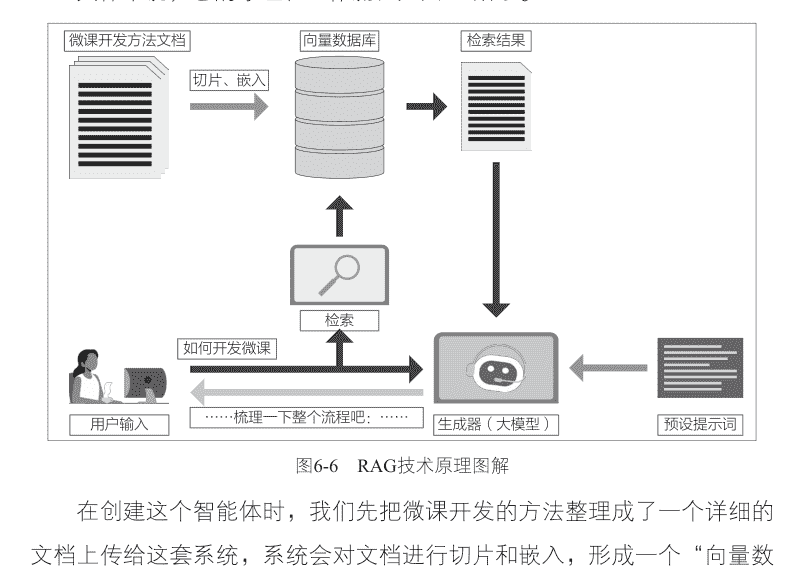 微课开发方法文档
向量数据库
检索结果
切片、嵌入
检索
如何开发微课
用户输入
……梳理一下整个流程吧：……
生成器（大模型）
预设提示词
图6-6 RAG技术原理图解
在创建这个智能体时，我们先把微课开发的方法整理成了一个详细的
文档上传给这套系统，系统会对文档进行切片和嵌入，形成一个“向量数